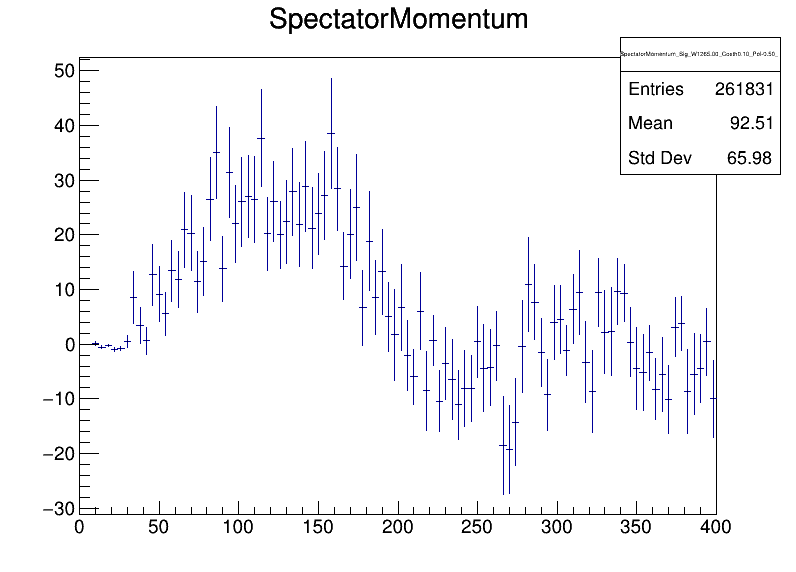 SpectatorMomentum
SpectatorMomentum_Sig_W1265.00_Costh0.10_Pol-0.50_
Entries 261831
Mean 92.51
Std Dev 65.98
50
40
30
20
10
0
−10
−20
−30
0 50 100 150 200 250 300 350 400